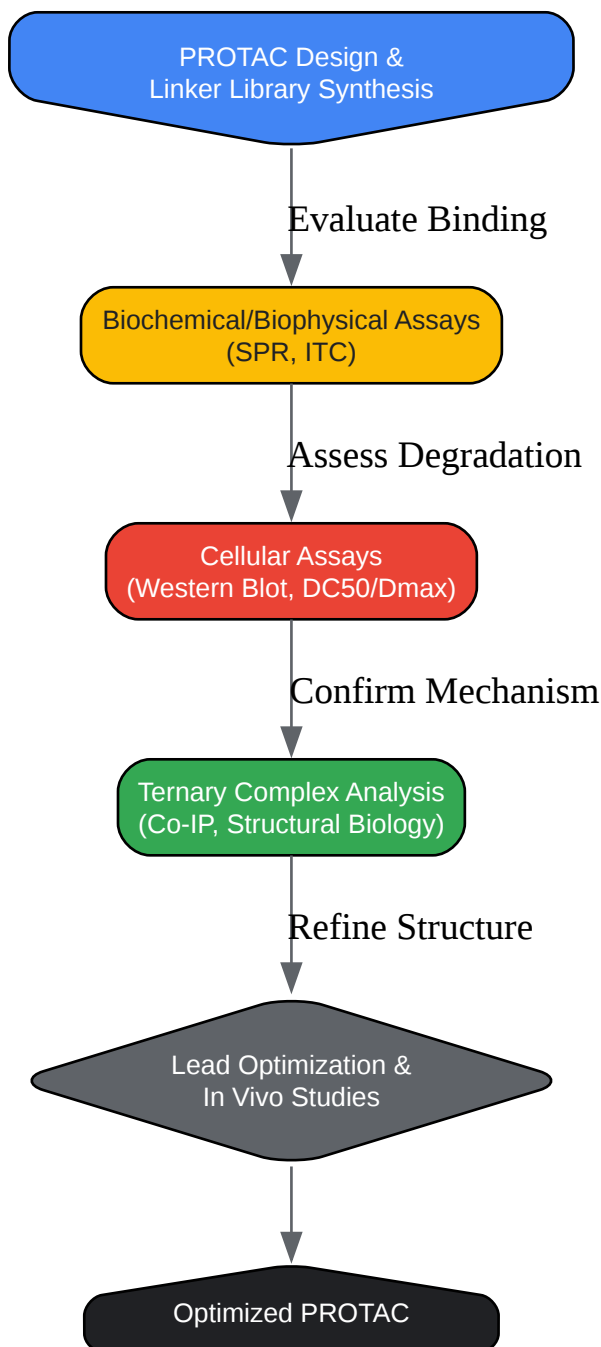 PROTAC Design &
Linker Library Synthesis
Evaluate Binding
Biochemical/Biophysical Assays
(SPR, ITC)
Assess Degradation
Cellular Assays
(Western Blot, DC50/Dmax)
Confirm Mechanism
Ternary Complex Analysis
(Co-IP, Structural Biology)
Refine Structure
Lead Optimization &
In Vivo Studies
Optimized PROTAC